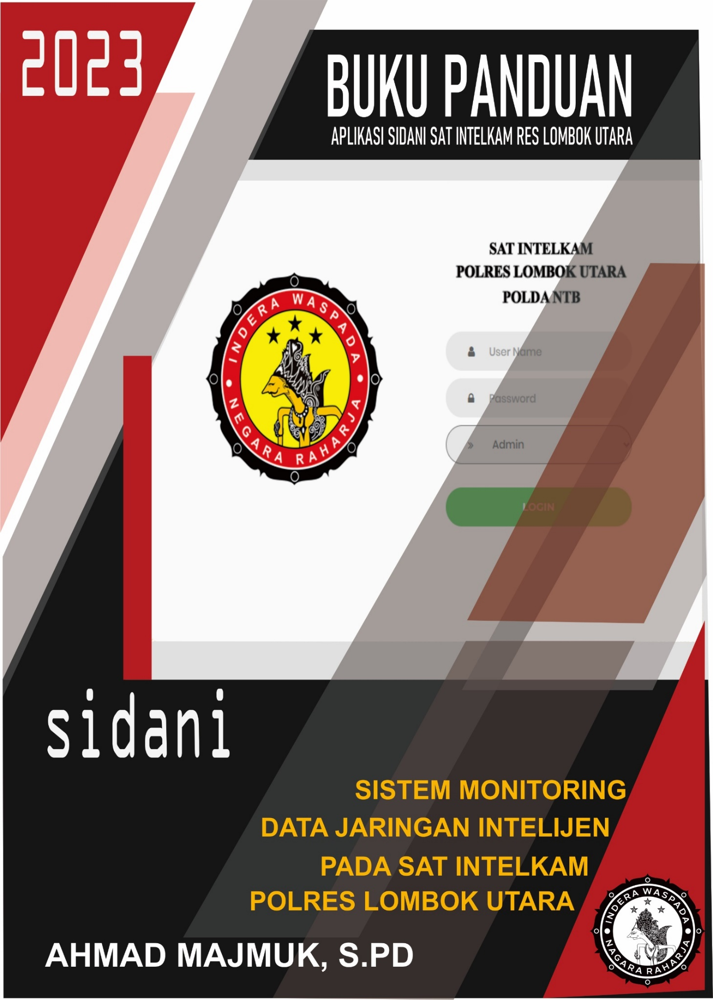 2023
BUKU PANDUAN
APLIKASI SIDANI SAT INTELKAM RES LOMBOK UTARA
SAT INTELKAM
POLRES LOMBOK UTARA
POLDA NTB
INDERA WASPADA
NEGARA RAHARJA
User Name
Password
Admin
LOGIN
sidani
SISTEM MONITORING
DATA JARINGAN INTELIJEN
PADA SAT INTELKAM
POLRES LOMBOK UTARA
INDERA WASPADA
NAGARA RAHARJA
AHMAD MAJMUK, S.PD